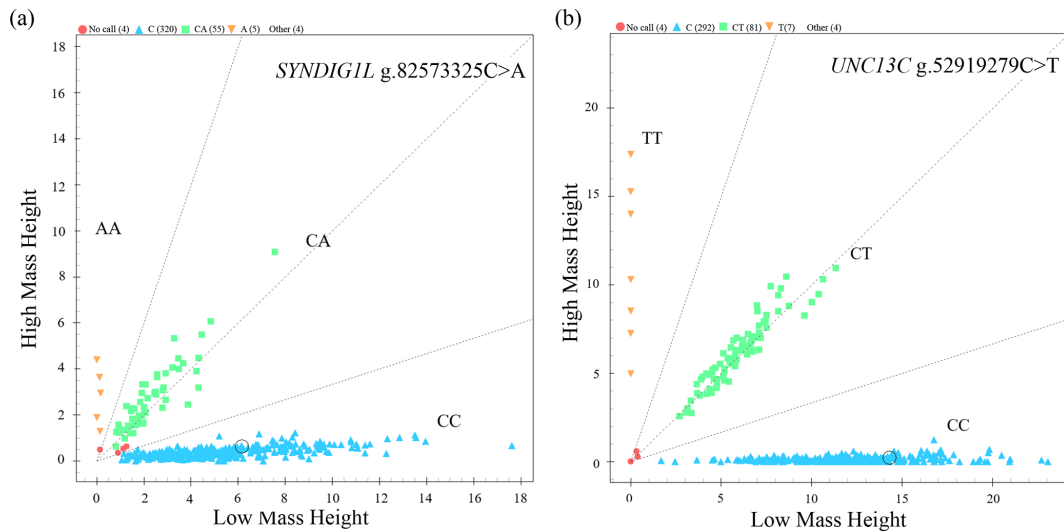 (a)
No call (4) C (320) CA (55) A (5) Other (4)
SYNDIG1L g.82573325C>A
AA
CA
CC
High Mass Height
18
16
14
12
10
8
6
4
2
0
0 2 4 6 8 10 12 14 16 18
Low Mass Height
(b)
No call (4) C (292) CT (81) T(7) Other (4)
UNC13C g.52919279C>T
TT
CT
CC
High Mass Height
20
15
10
5
0
0 5 10 15 20
Low Mass Height